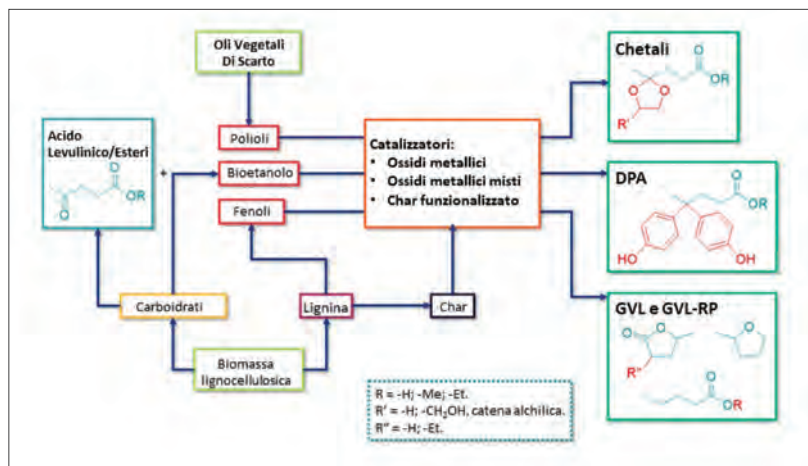 Oli Vegetali
Di Scarto
Acido
Levulinico/Esteri
O
OR
O
+
Polioli
Bioetanolo
Fenoli
Catalizzatori:
• Ossidi metallici
• Ossidi metallici misti
• Char funzionalizzato
Carboidrati
Lignina
Char
Biomassa
lignocellulosica
R = -H; -Me; -Et.
R' = -H; -CH2OH, catena alchilica.
R" = -H; -Et.
Chetali
O
OR
O
O
R'
DPA
O
OR
HO
OH
GVL e GVL-RP
O
O
O
R"
O
OR